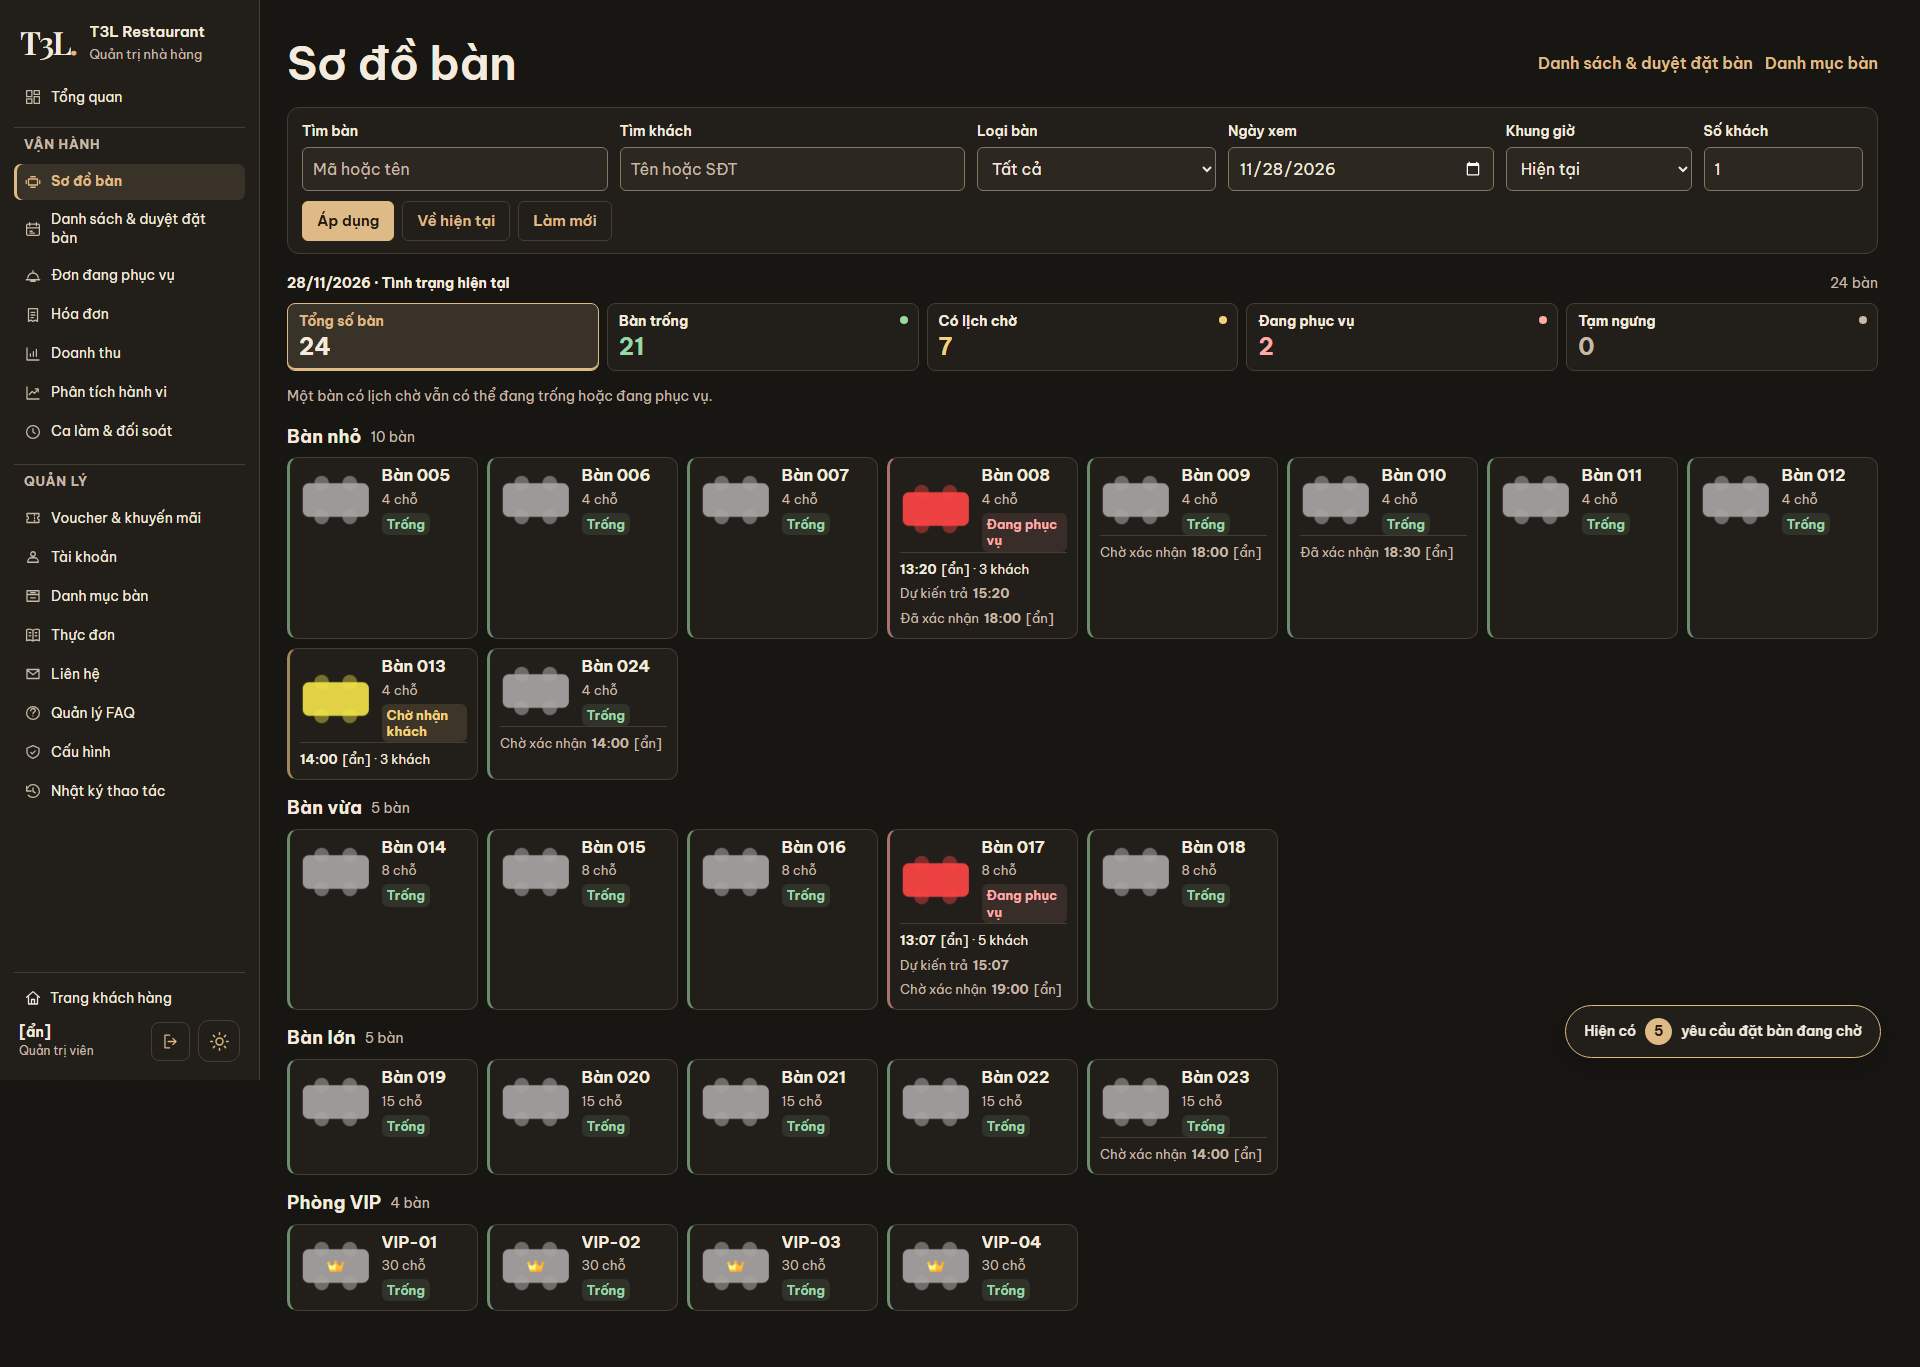 T3L.
T3L Restaurant
Quản trị nhà hàng
Tổng quan
VẬN HÀNH
Sơ đồ bàn
Danh sách & duyệt đặt
bàn
Đơn đang phục vụ
Hóa đơn
Doanh thu
Phân tích hành vi
Ca làm & đối soát
QUẢN LÝ
Voucher & khuyến mãi
Tài khoản
Danh mục bàn
Thực đơn
Liên hệ
Quản lý FAQ
Cấu hình
Nhật ký thao tác
Trang khách hàng
[ẩn]
Quản trị viên
Sơ đồ bàn
Danh sách & duyệt đặt bàn Danh mục bàn
Tìm bàn Tìm khách Loại bàn Ngày xem Khung giờ Số khách
Mã hoặc tên Tên hoặc SĐT Tất cả 11/28/2026 Hiện tại 1
Áp dụng Về hiện tại Làm mới
28/11/2026 · Tình trạng hiện tại 24 bàn
Tổng số bàn Bàn trống Có lịch chờ Đang phục vụ Tạm ngưng
24 21 7 2 0
Một bàn có lịch chờ vẫn có thể đang trống hoặc đang phục vụ.
Bàn nhỏ 10 bàn
Bàn 005
4 chỗ
Trống
Bàn 006
4 chỗ
Trống
Bàn 007
4 chỗ
Trống
Bàn 008
4 chỗ
Đang phục
vụ
13:20 [ẩn] · 3 khách
Dự kiến trả 15:20
Đã xác nhận 18:00 [ẩn]
Bàn 009
4 chỗ
Trống
Chờ xác nhận 18:00 [ẩn]
Bàn 010
4 chỗ
Trống
Đã xác nhận 18:30 [ẩn]
Bàn 011
4 chỗ
Trống
Bàn 012
4 chỗ
Trống
Bàn 013
4 chỗ
Chờ nhận
khách
14:00 [ẩn] · 3 khách
Bàn 024
4 chỗ
Trống
Chờ xác nhận 14:00 [ẩn]
Bàn vừa 5 bàn
Bàn 014
8 chỗ
Trống
Bàn 015
8 chỗ
Trống
Bàn 016
8 chỗ
Trống
Bàn 017
8 chỗ
Đang phục
vụ
13:07 [ẩn] · 5 khách
Dự kiến trả 15:07
Chờ xác nhận 19:00 [ẩn]
Bàn 018
8 chỗ
Trống
Hiện có 5 yêu cầu đặt bàn đang chờ
Bàn lớn 5 bàn
Bàn 019
15 chỗ
Trống
Bàn 020
15 chỗ
Trống
Bàn 021
15 chỗ
Trống
Bàn 022
15 chỗ
Trống
Bàn 023
15 chỗ
Trống
Chờ xác nhận 14:00 [ẩn]
Phòng VIP 4 bàn
VIP-01
30 chỗ
Trống
VIP-02
30 chỗ
Trống
VIP-03
30 chỗ
Trống
VIP-04
30 chỗ
Trống